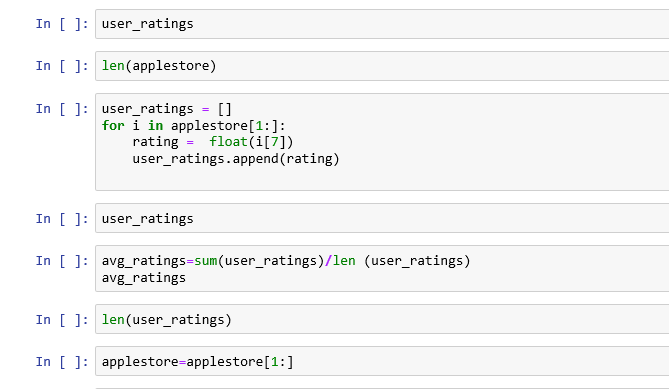 In [ ]: user_ratings
In [ ]: len(applestore)
In [ ]: user_ratings = []
for i in applestore[1:]:
    rating =  float(i[7])
    user_ratings.append(rating)
In [ ]: user_ratings
In [ ]: avg_ratings=sum(user_ratings)/len (user_ratings)
avg_ratings
In [ ]: len(user_ratings)
In [ ]: applestore=applestore[1:]